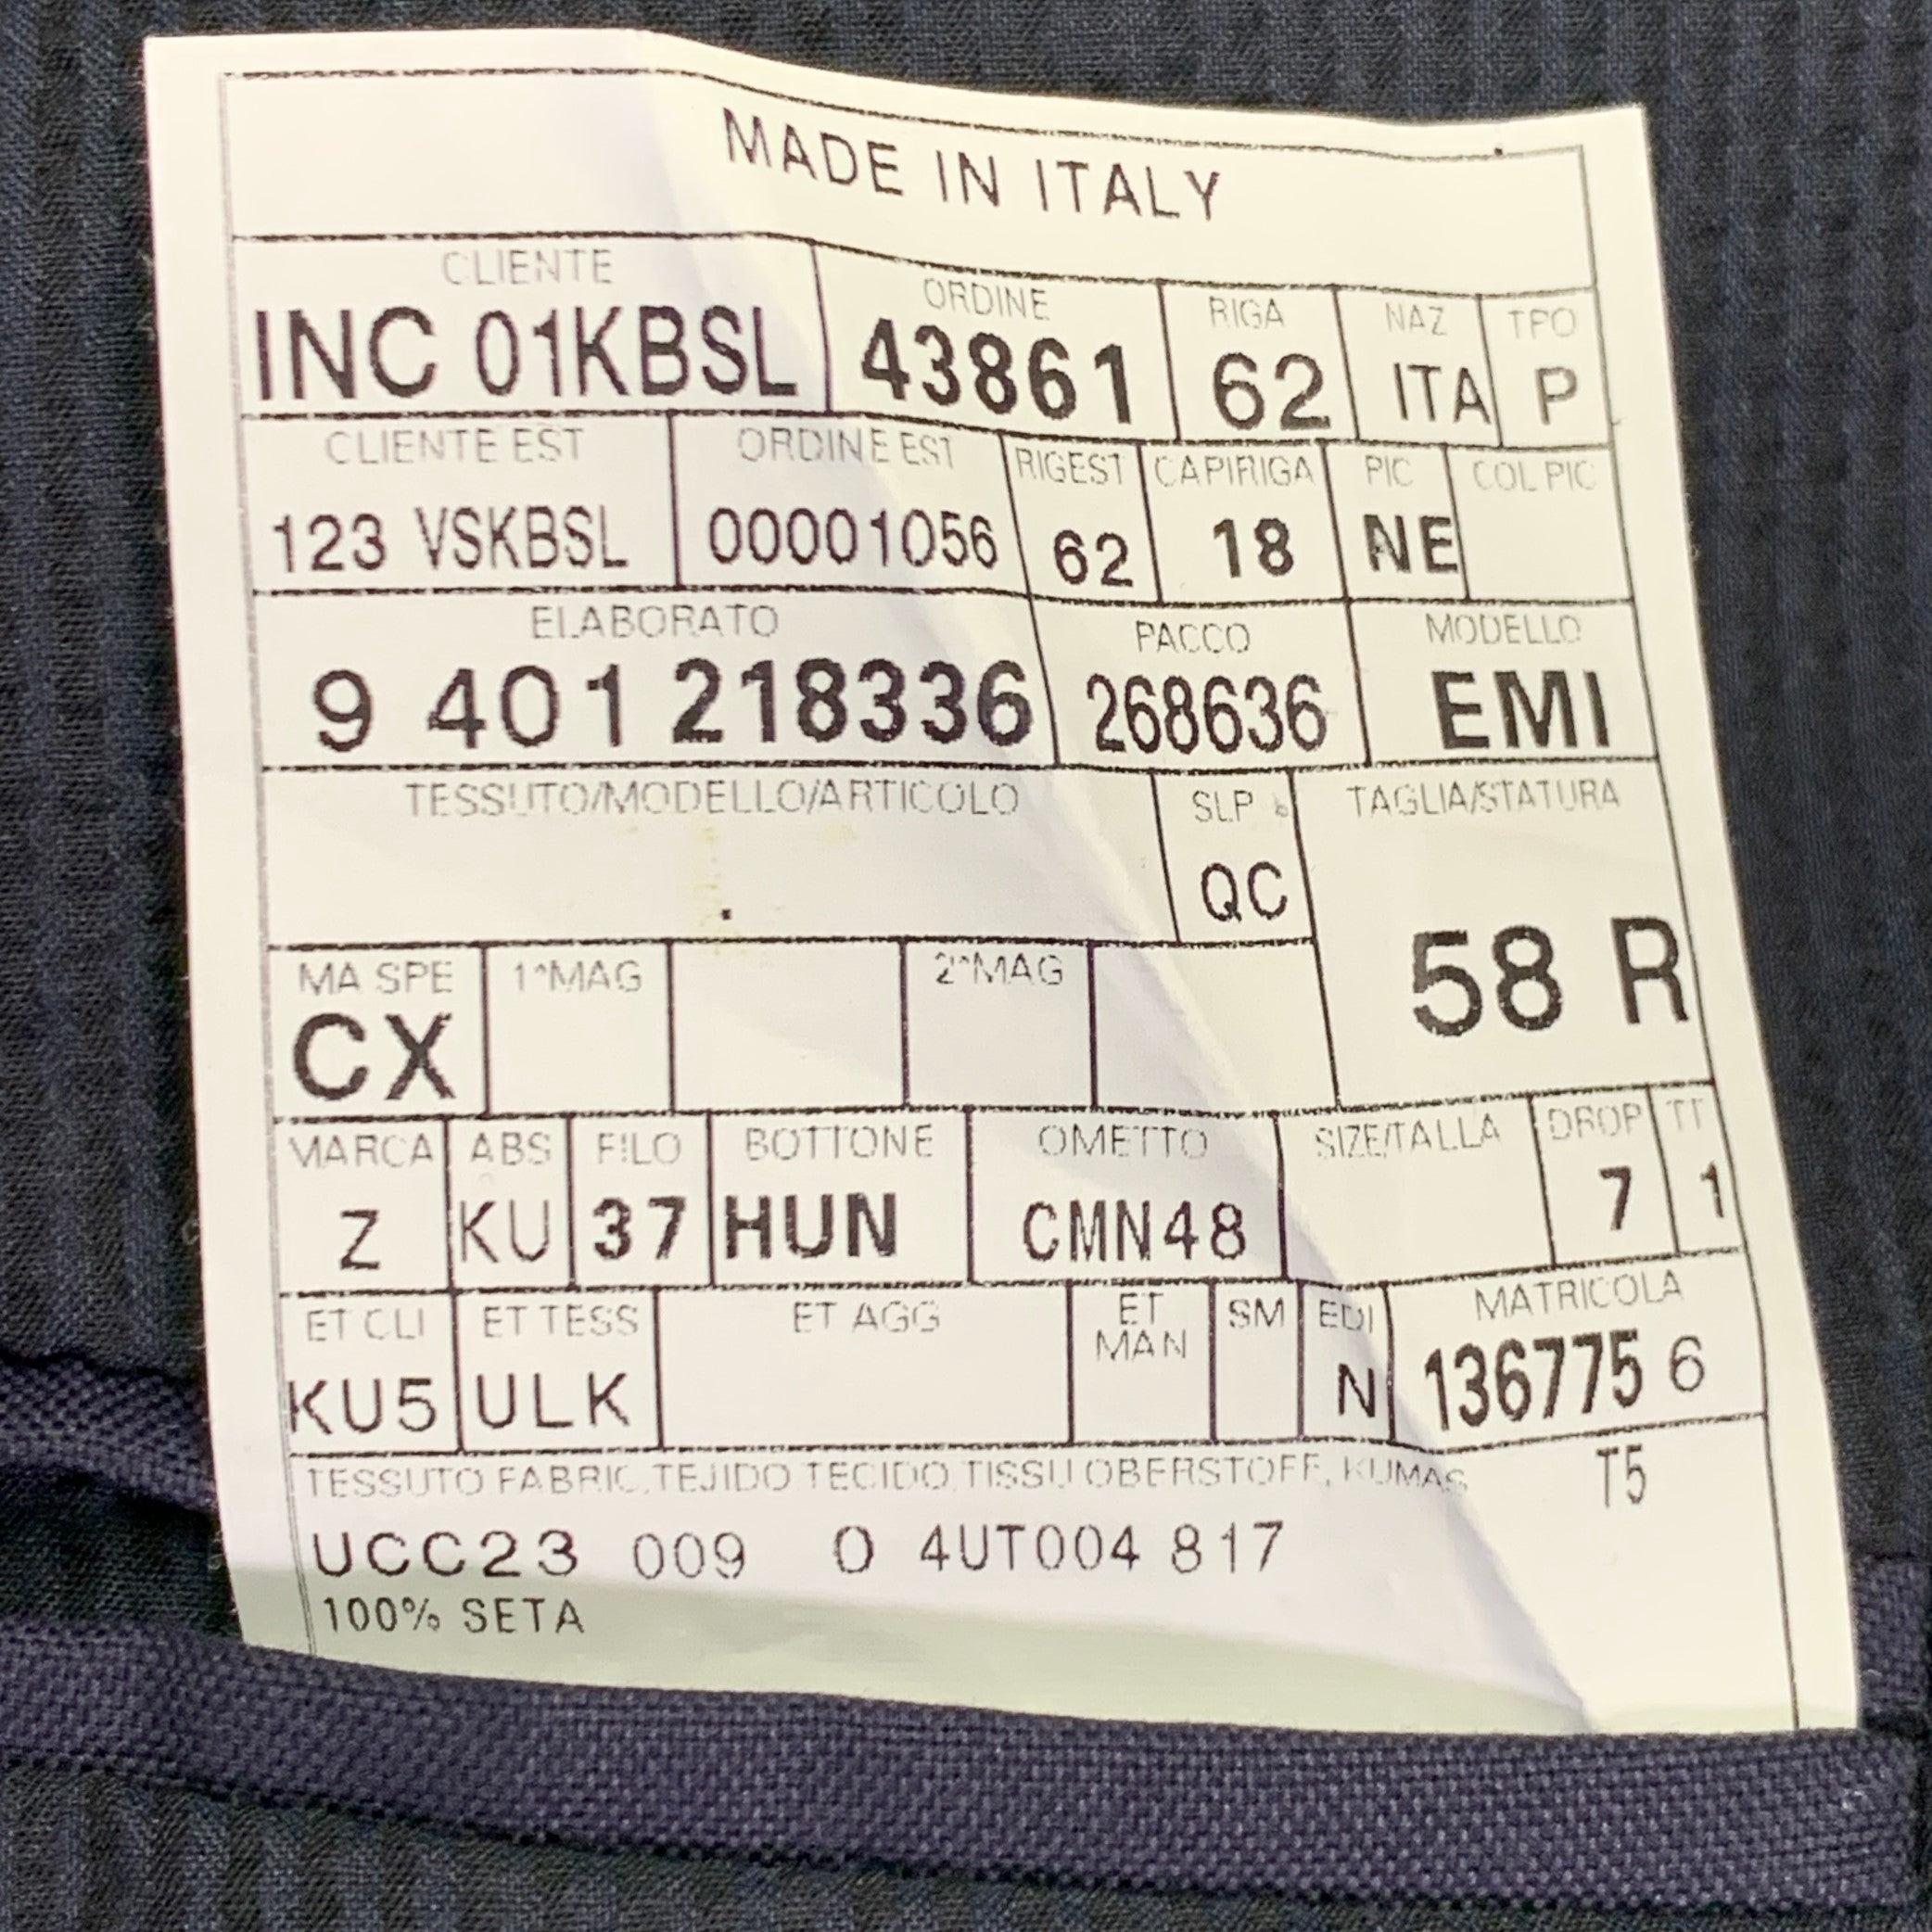 MADE IN ITALY
CLIENTE ORDINE RIGA NAZ TPO
INC 01KBSL 43861 62 ITA P
CLIENTE EST ORDINE EST RIGEST CAPIRIGA PIC COL PIC
123 VSKBSL 00001056 62 18 NE
ELABORATO PACCO MODELLO
9 401 218336 268636 EMI
TESSUTO/MODELLO/ARTICOLO SLP TAGLIA/STATURA
. QC
58 R
MA SPE 1^MAG 2^MAG
CX
MARCA ABS FILO BOTTONE OMETTO SIZE/TALLA DROP TT
Z KU 37 HUN CMN48 7 1
ET CLI ET TESS ET AGG ET MAN SM EDI MATRICOLA
KU5 ULK N 136775 6
TESSUTO FABRIC, TEJIDO TECIDO, TISSU OBERSTOFF, KUMAS T5
UCC23 009 O 4UT004 817
100% SETA